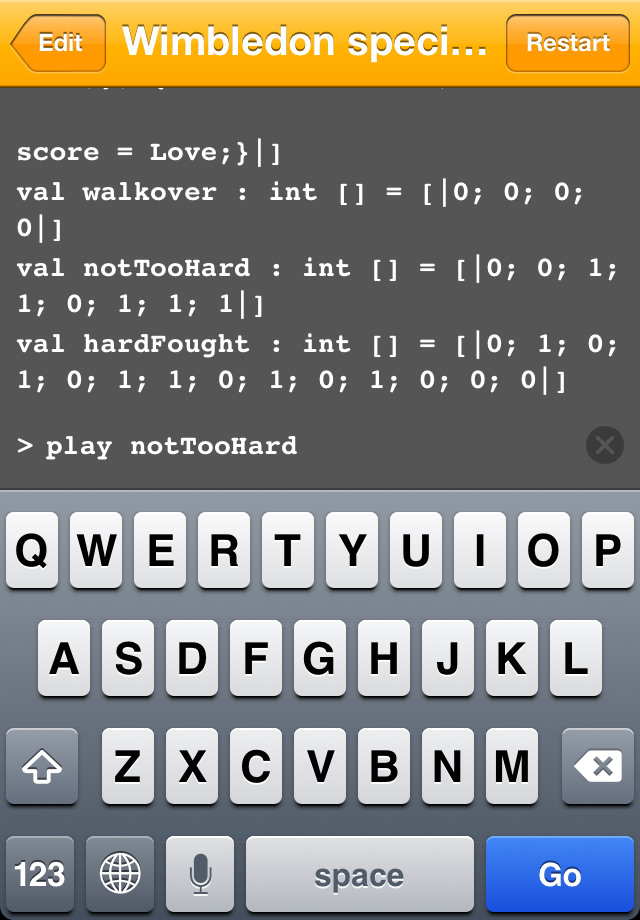 Edit Wimbledon speci... Restart
score = Love;}|]
val walkover : int [] = [|0; 0; 0;
0|]
val notTooHard : int [] = [|0; 0; 1;
1; 0; 1; 1; 1|]
val hardFought : int [] = [|0; 1; 0;
1; 0; 1; 1; 0; 1; 0; 1; 0; 0; 0|]
> play notTooHard
Q W E R T Y U I O P
A S D F G H J K L
Z X C V B N M
123 space Go